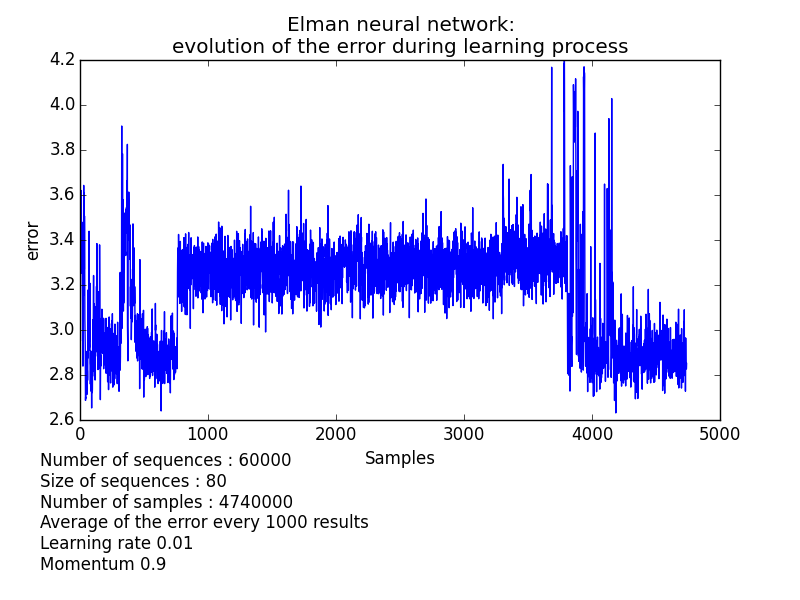 Elman neural network:
evolution of the error during learning process
4.2
4.0
3.8
3.6
3.4
3.2
3.0
2.8
2.6
error
0 1000 2000 3000 4000 5000
Samples
Number of sequences : 60000
Size of sequences : 80
Number of samples : 4740000
Average of the error every 1000 results
Learning rate 0.01
Momentum 0.9